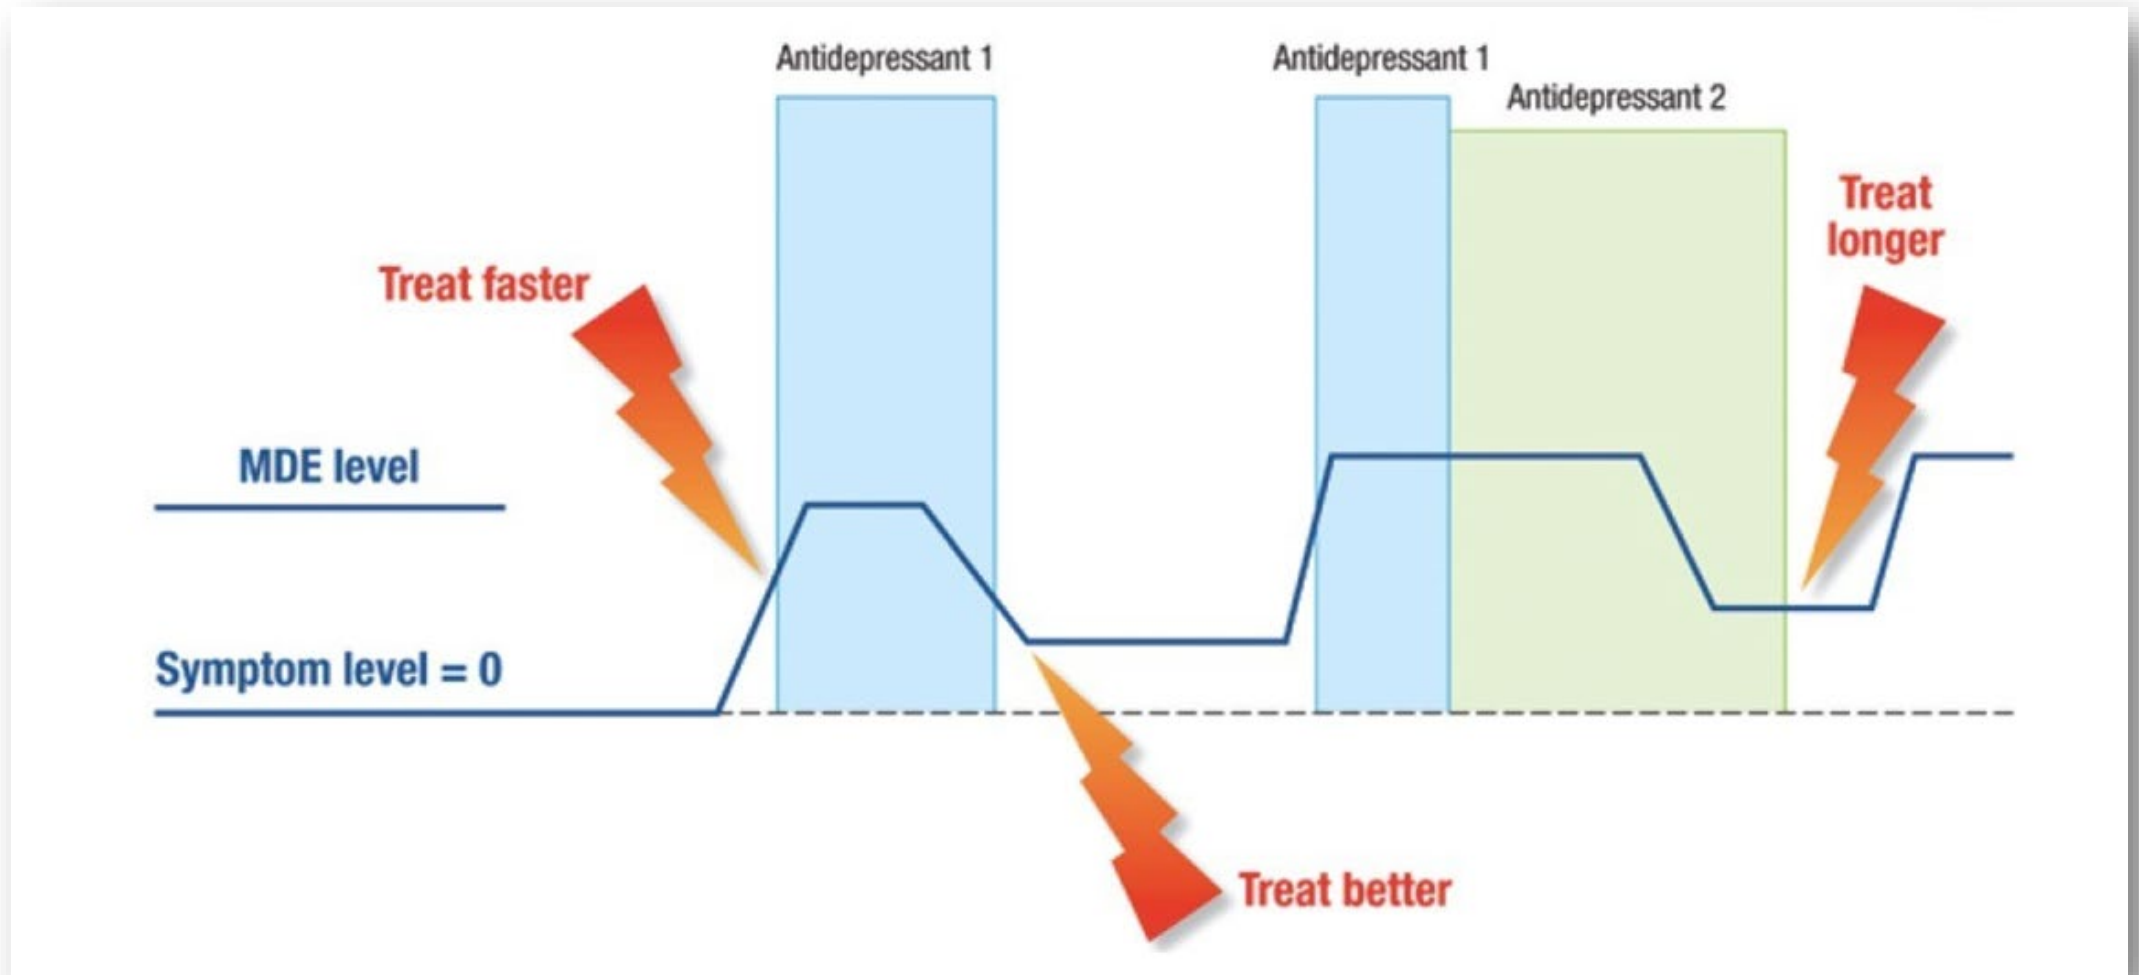 Antidepressant 1
Antidepressant 1
Antidepressant 2
Treat
longer
Treat faster
MDE level
Symptom level = 0
Treat better